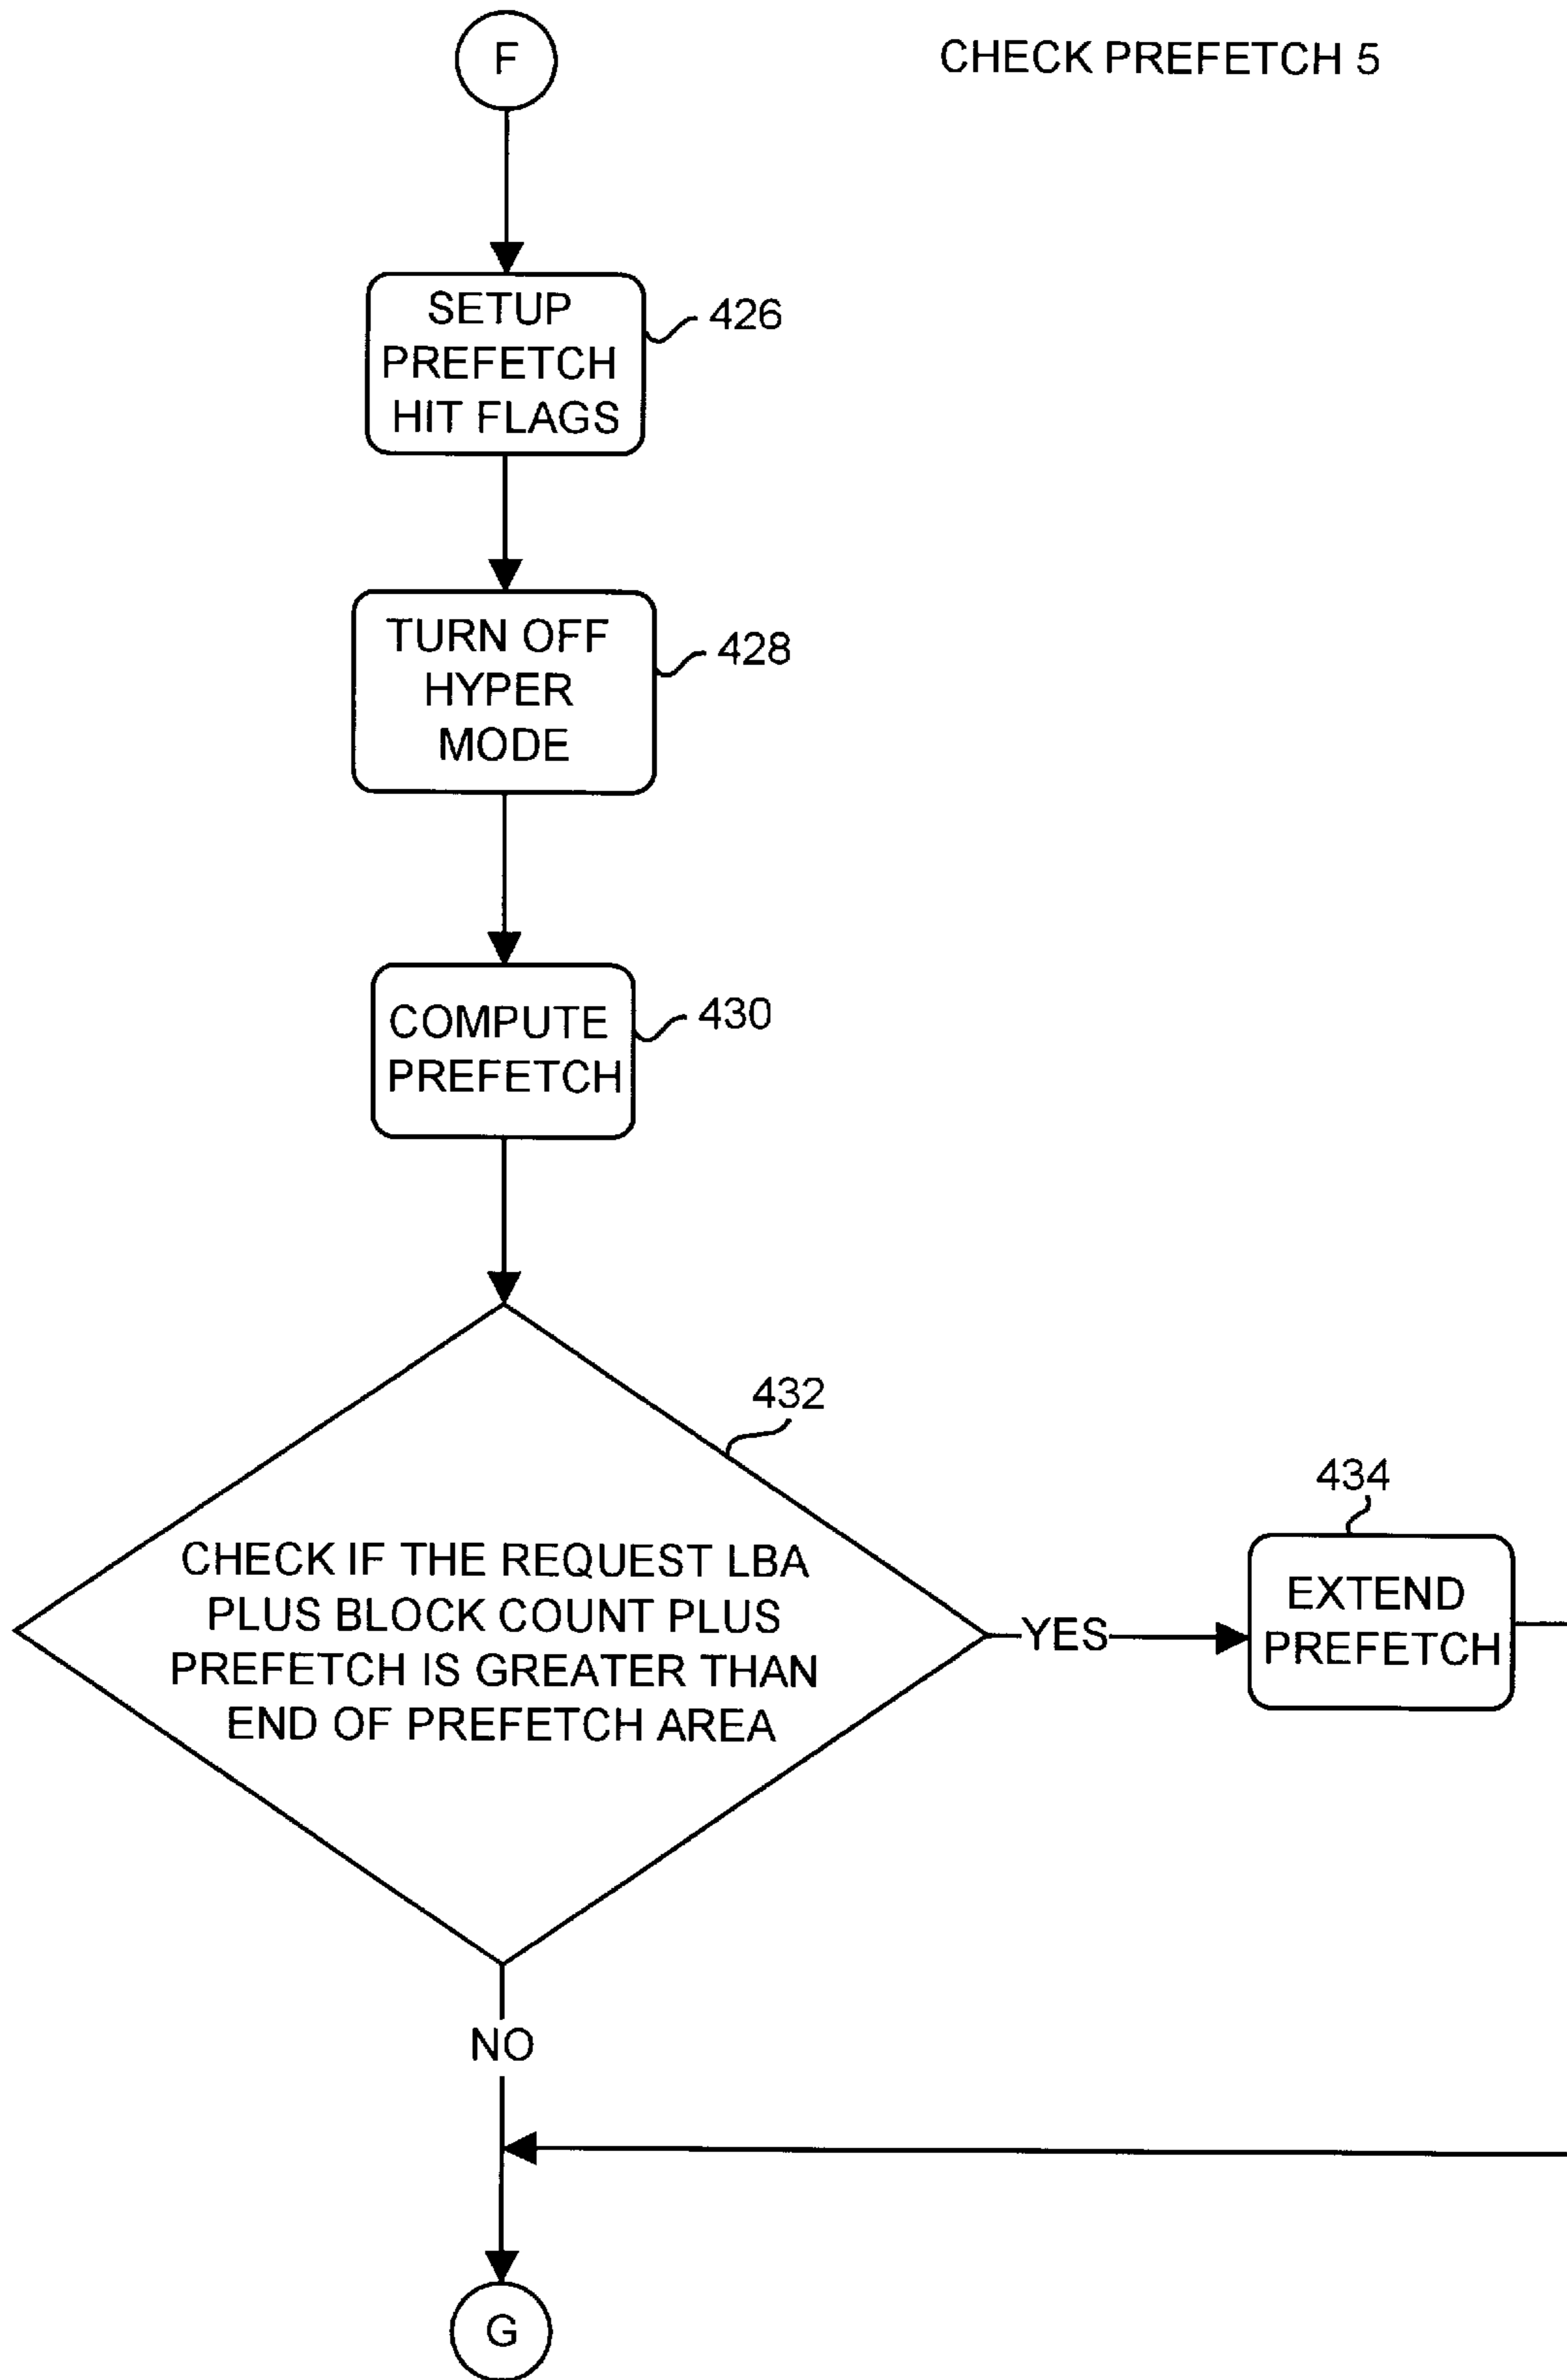 F
CHECK PREFETCH 5
SETUP
PREFETCH
HIT FLAGS
426
TURN OFF
HYPER
MODE
428
COMPUTE
PREFETCH
430
432
CHECK IF THE REQUEST LBA
PLUS BLOCK COUNT PLUS
PREFETCH IS GREATER THAN
END OF PREFETCH AREA
YES
434
EXTEND
PREFETCH
NO
G